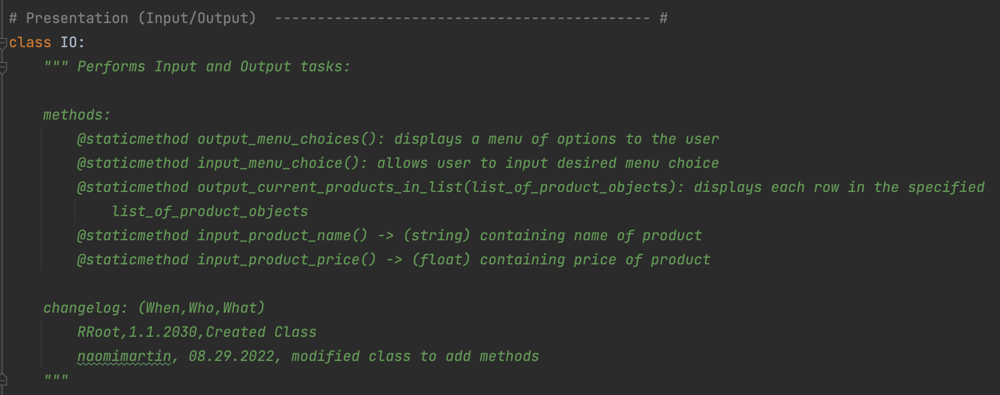 # Presentation (Input/Output)  -------------------------------------------- #
class IO:
    """ Performs Input and Output tasks:

    methods:
        @staticmethod output_menu_choices(): displays a menu of options to the user
        @staticmethod input_menu_choice(): allows user to input desired menu choice
        @staticmethod output_current_products_in_list(list_of_product_objects): displays each row in the specified
            list_of_product_objects
        @staticmethod input_product_name() -> (string) containing name of product
        @staticmethod input_product_price() -> (float) containing price of product

    changelog: (When,Who,What)
        RRoot,1.1.2030,Created Class
        naomimartin, 08.29.2022, modified class to add methods
    """